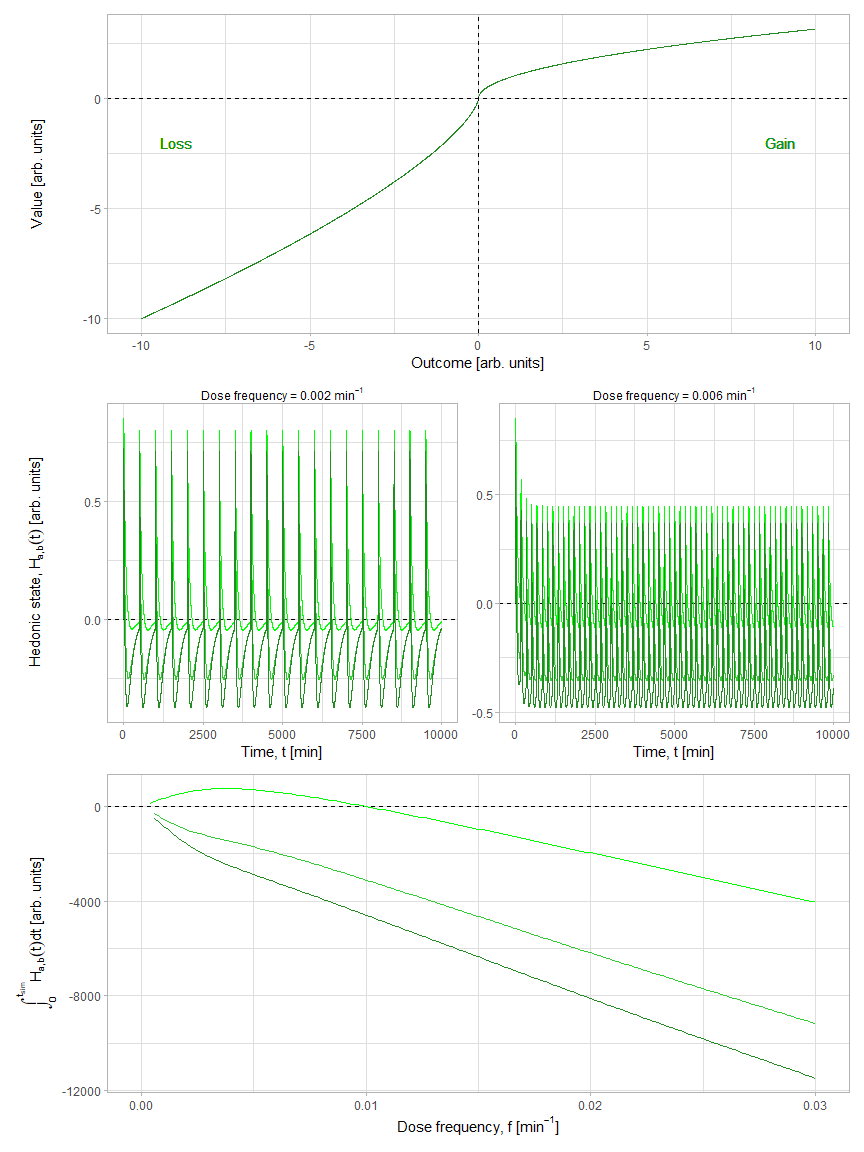 Value [arb. units]
0
-5
-10
Loss
Gain
-10
-5
0
5
10
Outcome [arb. units]
Dose frequency = 0.002 min⁻¹
Dose frequency = 0.006 min⁻¹
Hedonic state, Hₐ,b(t) [arb. units]
0.5
0.0
0.5
0.0
-0.5
0
2500
5000
7500
10000
0
2500
5000
7500
10000
Time, t [min]
Time, t [min]
∫₀^tsim Hₐ,b(t)dt [arb. units]
0
-4000
-8000
-12000
0.00
0.01
0.02
0.03
Dose frequency, f [min⁻¹]